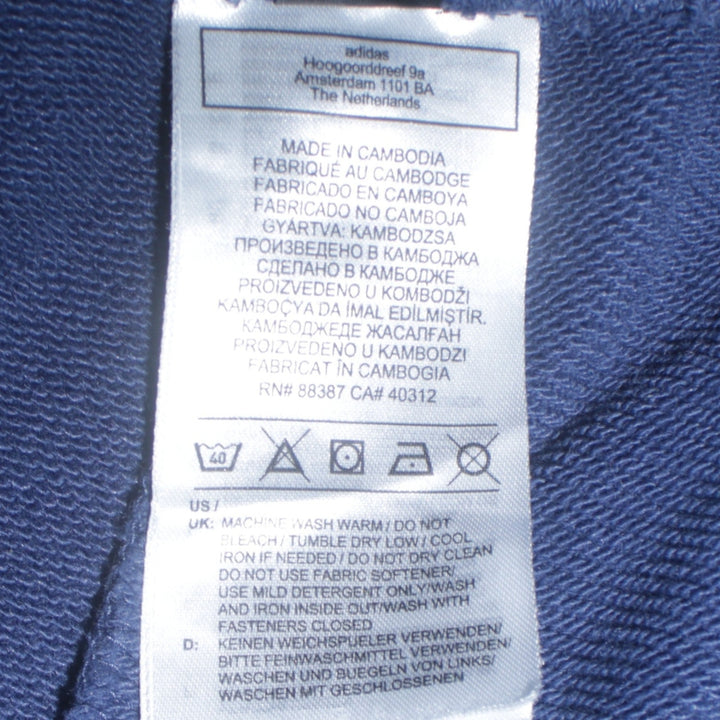 adidas
Hoogoorddreef 9a
Amsterdam 1101 BA
The Netherlands
MADE IN CAMBODIA
FABRIQUÉ AU CAMBODGE
FABRICADO EN CAMBOYA
FABRICADO NO CAMBOJA
GYÁRTVA: KAMBODZSA
ПРОИЗВЕДЕНО В КАМБОДЖА
СДЕЛАНО В КАМБОДЖЕ
PROIZVEDENO U KOMBODŽI
KAMBOÇYA DA İMAL EDİLMİŞTİR.
КАМБОДЖЕДЕ ЖАСАЛҒАН
PROIZVEDENO U KAMBODZI
FABRICAT ÎN CAMBOGIA
RN# 88387 CA# 40312
40
US /
UK: MACHINE WASH WARM / DO NOT
BLEACH / TUMBLE DRY LOW / COOL
IRON IF NEEDED / DO NOT DRY CLEAN
DO NOT USE FABRIC SOFTENER/
USE MILD DETERGENT ONLY/WASH
AND IRON INSIDE OUT/WASH WITH
FASTENERS CLOSED
D: KEINEN WEICHSPUELER VERWENDEN/
BITTE FEINWASCHMITTEL VERWENDEN/
WASCHEN UND BUEGELN VON LINKS/
WASCHEN MIT GESCHLOSSENEN